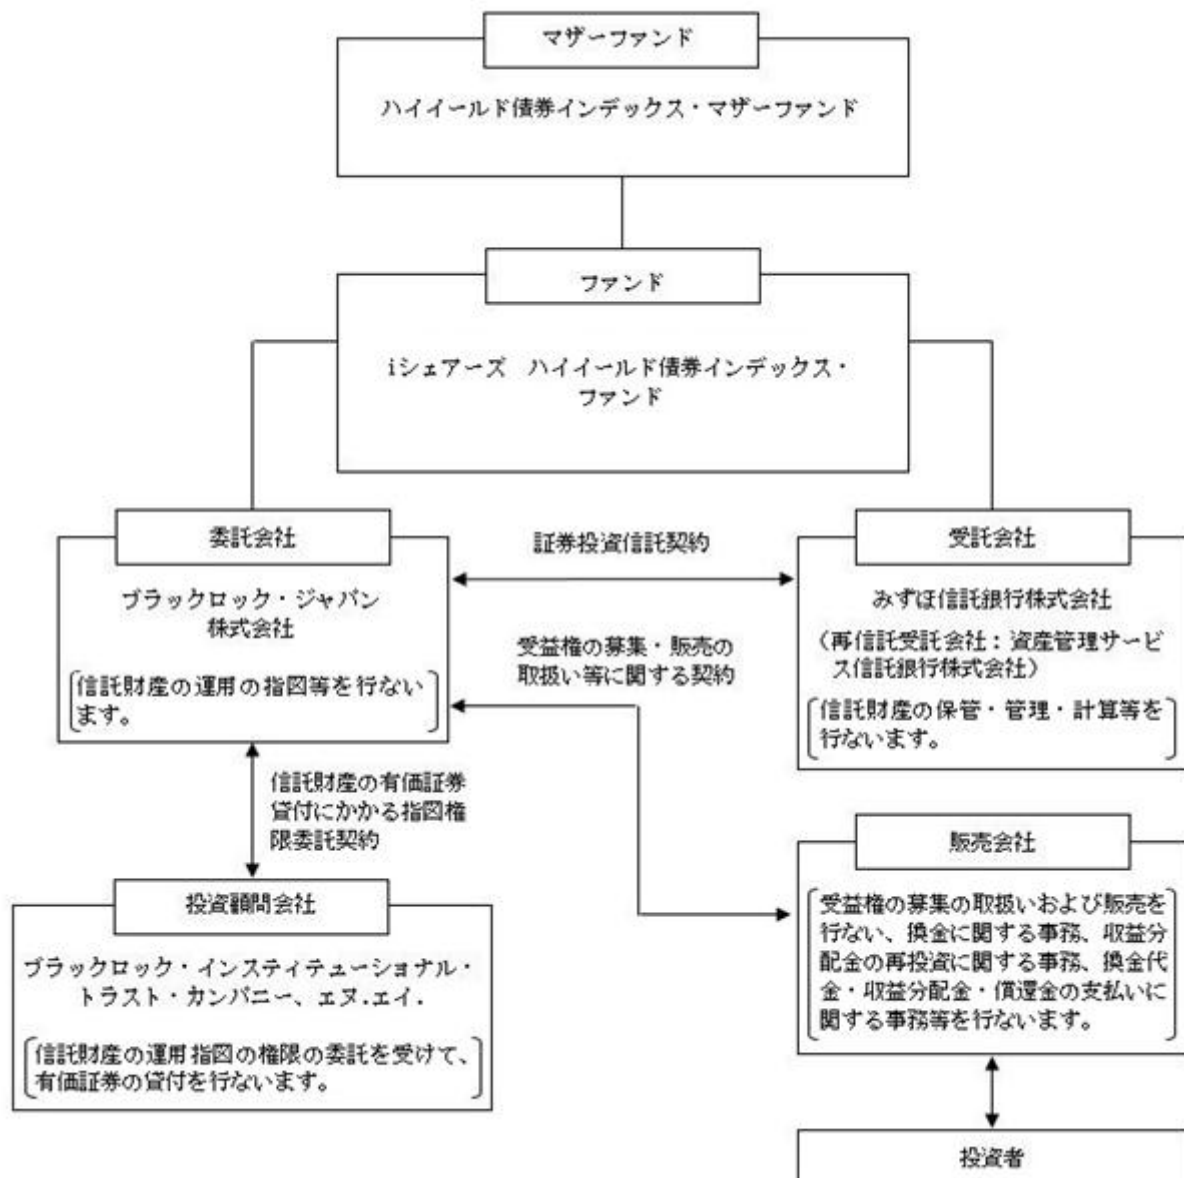 マザーファンド
ハイイールド債券インデックス・マザーファンド
ファンド
iシェアーズ　ハイイールド債券インデックス・
ファンド
委託会社
ブラックロック・ジャパン
株式会社
信託財産の運用の指図等を行ない
ます。
証券投資信託契約
受益権の募集・販売の
取扱い等に関する契約
受託会社
みずほ信託銀行株式会社
（再信託受託会社：資産管理サービ
ス信託銀行株式会社）
信託財産の保管・管理・計算等を
行ないます。
信託財産の有価証券
貸付にかかる指図権
限委託契約
投資顧問会社
ブラックロック・インスティテューショナル・
トラスト・カンパニー、エヌ.エイ.
信託財産の運用指図の権限の委託を受けて、
有価証券の貸付を行ないます。
販売会社
受益権の募集の取扱いおよび販売を
行ない、換金に関する事務、収益分
配金の再投資に関する事務、換金代
金・収益分配金・償還金の支払いに
関する事務等を行ないます。
投資者